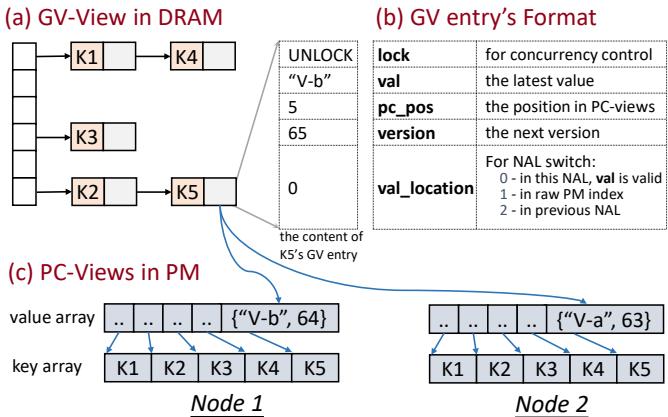 (a) GV-View in DRAM
K1
K4
K3
K2
K5
UNLOCK
“V-b”
5
65
0
the content of
K5's GV entry
(b) GV entry's Format
lock for concurrency control
val the latest value
pc_pos the position in PC-views
version the next version
val_location
For NAL switch:
0 - in this NAL, val is valid
1 - in raw PM index
2 - in previous NAL
(c) PC-Views in PM
value array .. .. .. .. {“V-b”, 64}
key array K1 K2 K3 K4 K5
Node 1
.. .. .. .. {“V-a”, 63}
K1 K2 K3 K4 K5
Node 2